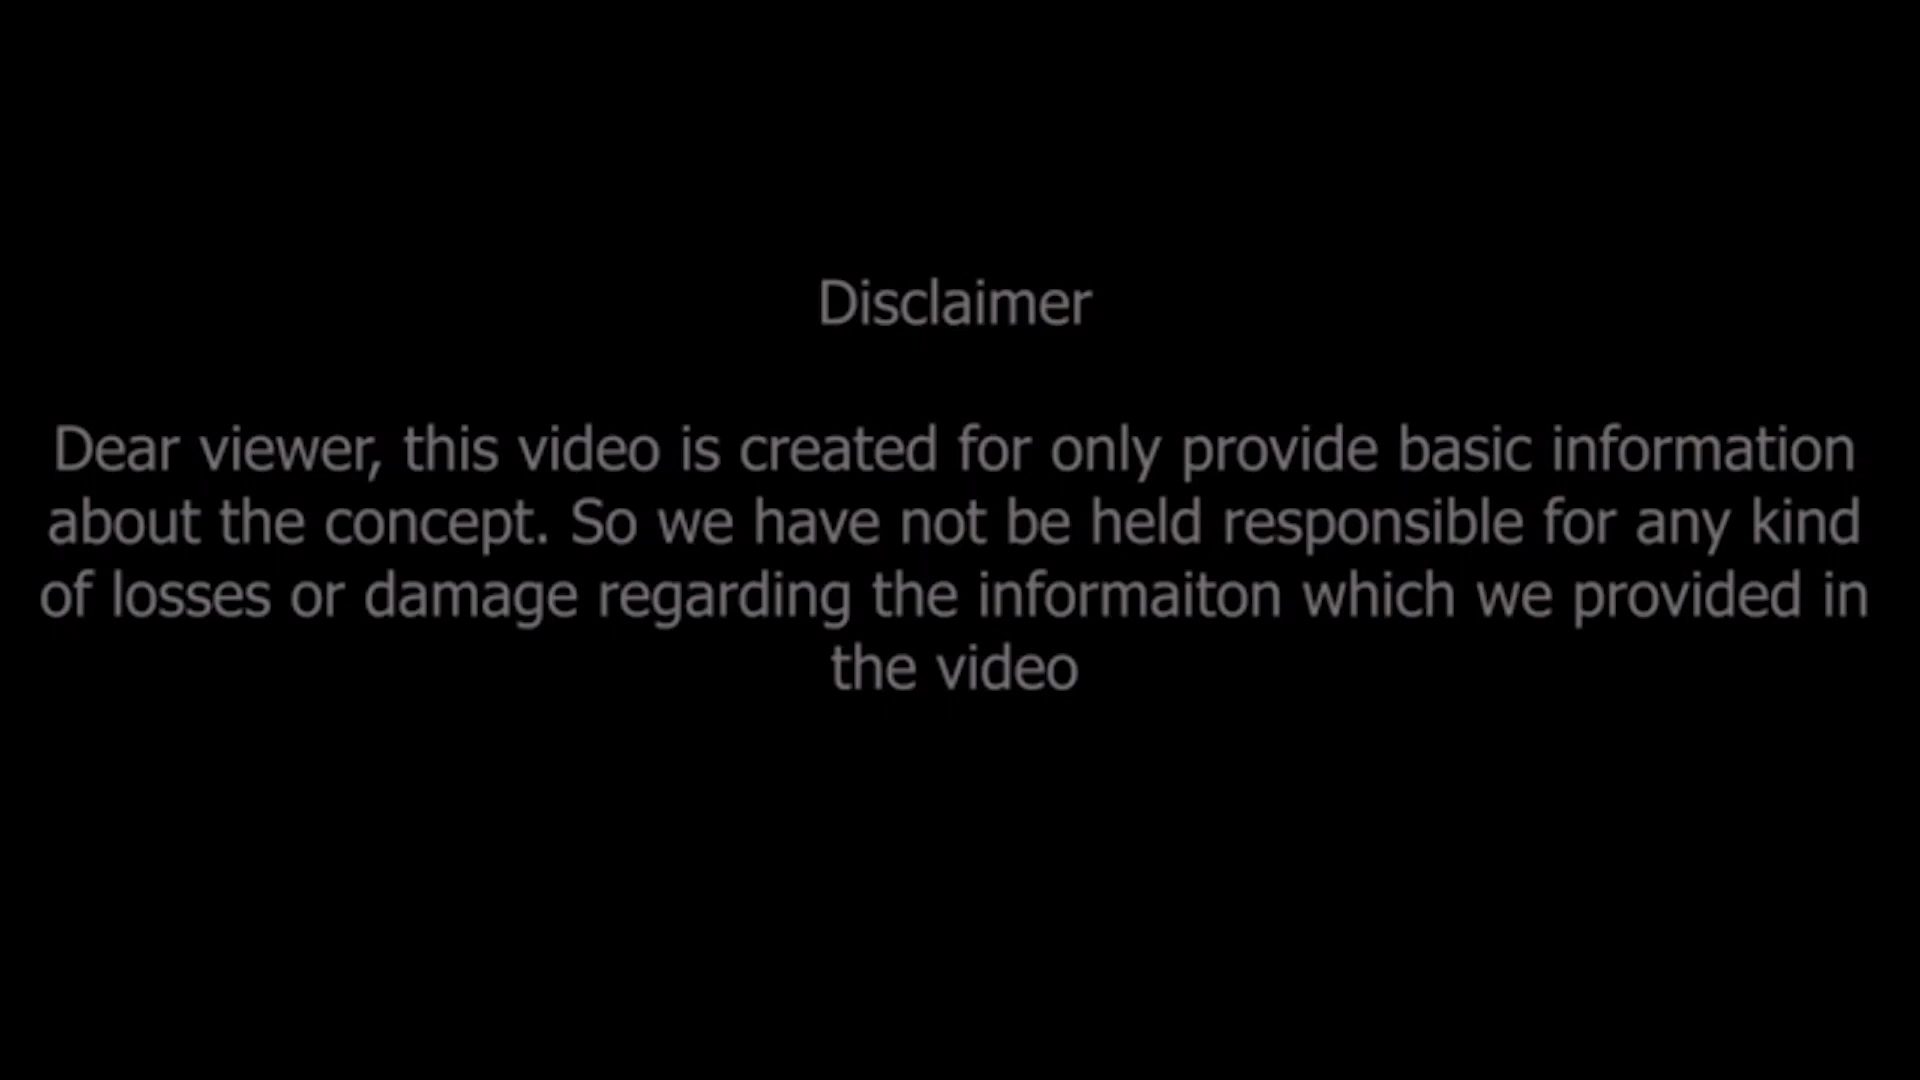 Disclaimer
Dear viewer, this video is created for only provide basic information
about the concept. So we have not be held responsible for any kind
of losses or damage regarding the informaiton which we provided in
the video